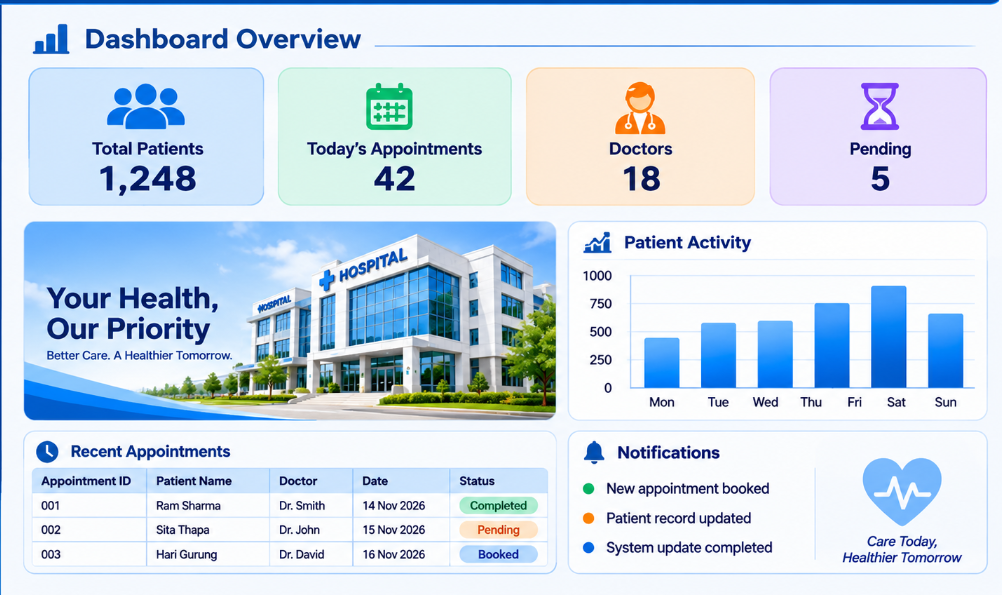 Dashboard Overview
Total Patients
1,248
Today's Appointments
42
Doctors
18
Pending
5
Your Health,
Our Priority
Better Care. A Healthier Tomorrow.
HOSPITAL
HOSPITAL
Patient Activity
1000
750
500
250
0
Mon Tue Wed Thu Fri Sat Sun
Recent Appointments
Appointment ID Patient Name Doctor Date Status
001 Ram Sharma Dr. Smith 14 Nov 2026 Completed
002 Sita Thapa Dr. John 15 Nov 2026 Pending
003 Hari Gurung Dr. David 16 Nov 2026 Booked
Notifications
New appointment booked
Patient record updated
System update completed
Care Today,
Healthier Tomorrow